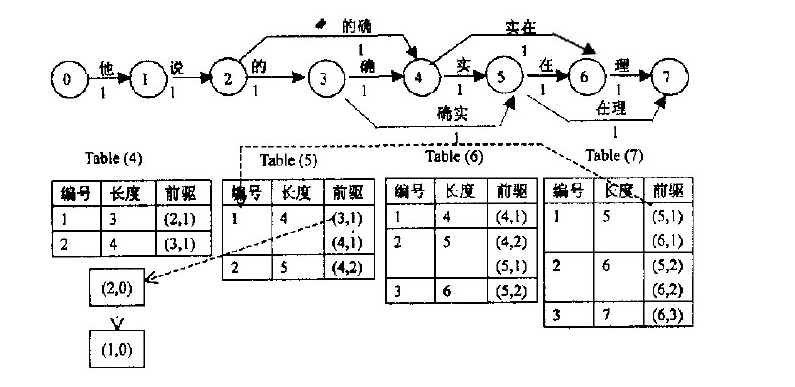 的确 实在
1 1
0 他 1 说 2 的 3 确 4 实 5 在 6 理 7
1 1 1 1 1 1 1
确实 在理
1 1
Table (4) Table (5) Table (6) Table (7)
编号 长度 前驱
1 3 (2,1)
2 4 (3,1)
(2,0)
(1,0)
编号 长度 前驱
1 4 (3,1)
(4,1)
2 5 (4,2)
编号 长度 前驱
1 4 (4,1)
2 5 (4,2)
(5,1)
3 6 (5,2)
编号 长度 前驱
1 5 (5,1)
(6,1)
2 6 (5,2)
(6,2)
3 7 (6,3)